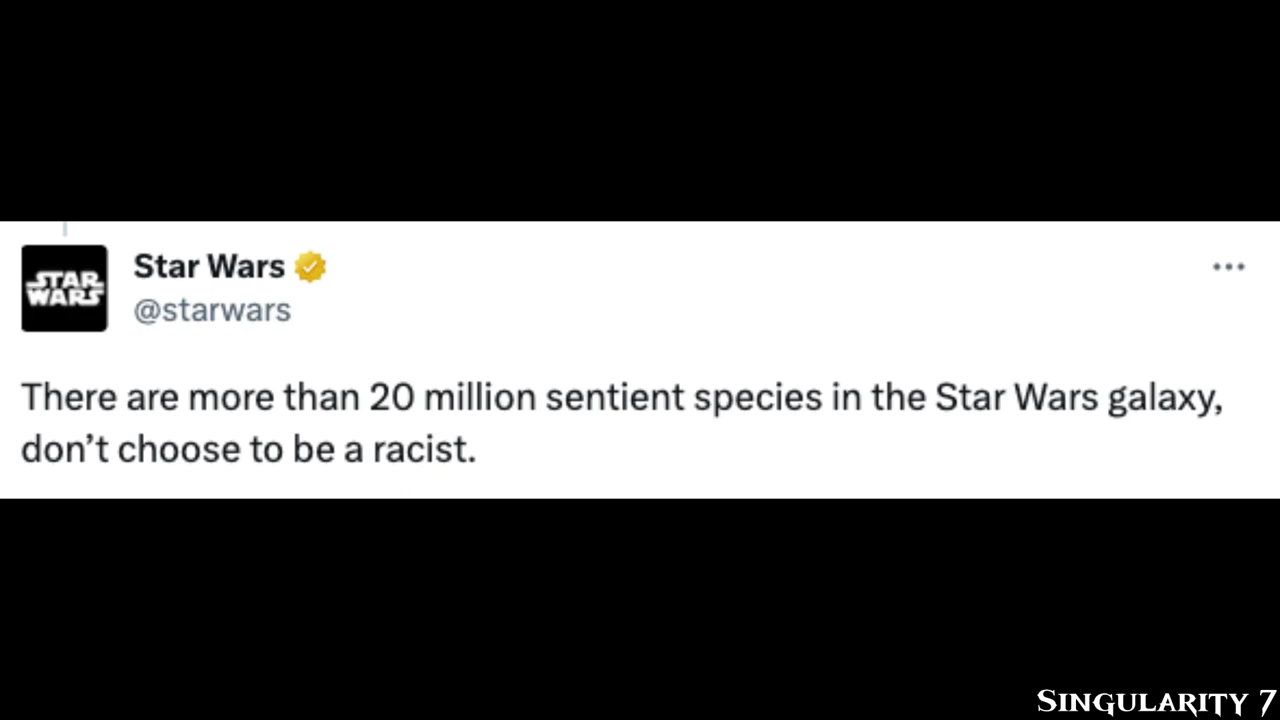 STAR
WARS
Star Wars
@starwars
There are more than 20 million sentient species in the Star Wars galaxy,
don’t choose to be a racist.
SINGULARITY 7